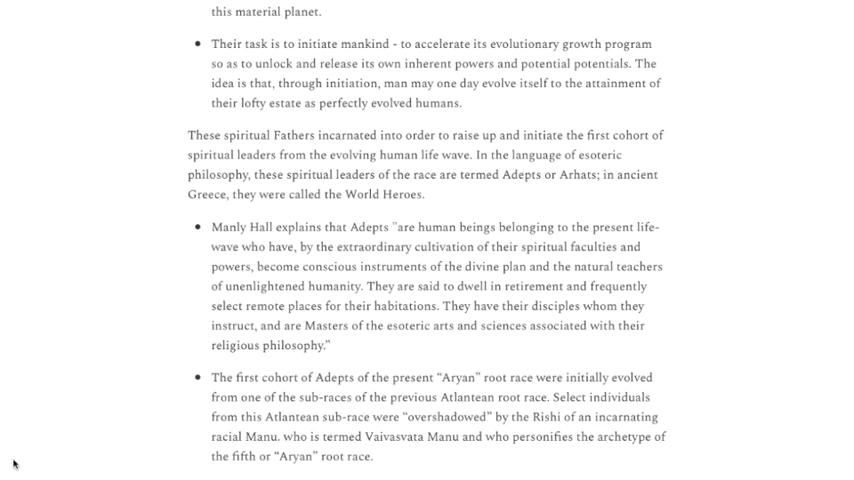 this material planet.
Their task is to initiate mankind - to accelerate its evolutionary growth program
so as to unlock and release its own inherent powers and potential potentials. The
idea is that, through initiation, man may one day evolve itself to the attainment of
their lofty estate as perfectly evolved humans.
These spiritual Fathers incarnated into order to raise up and initiate the first cohort of
spiritual leaders from the evolving human life wave. In the language of esoteric
philosophy, these spiritual leaders of the race are termed Adepts or Arhats; in ancient
Greece, they were called the World Heroes.
Manly Hall explains that Adepts "are human beings belonging to the present life-
wave who have, by the extraordinary cultivation of their spiritual faculties and
powers, become conscious instruments of the divine plan and the natural teachers
of unenlightened humanity. They are said to dwell in retirement and frequently
select remote places for their habitations. They have their disciples whom they
instruct, and are Masters of the esoteric arts and sciences associated with their
religious philosophy.”
The first cohort of Adepts of the present “Aryan” root race were initially evolved
from one of the sub-races of the previous Atlantean root race. Select individuals
from this Atlantean sub-race were “overshadowed” by the Rishi of an incarnating
racial Manu. who is termed Vaivasvata Manu and who personifies the archetype of
the fifth or “Aryan” root race.